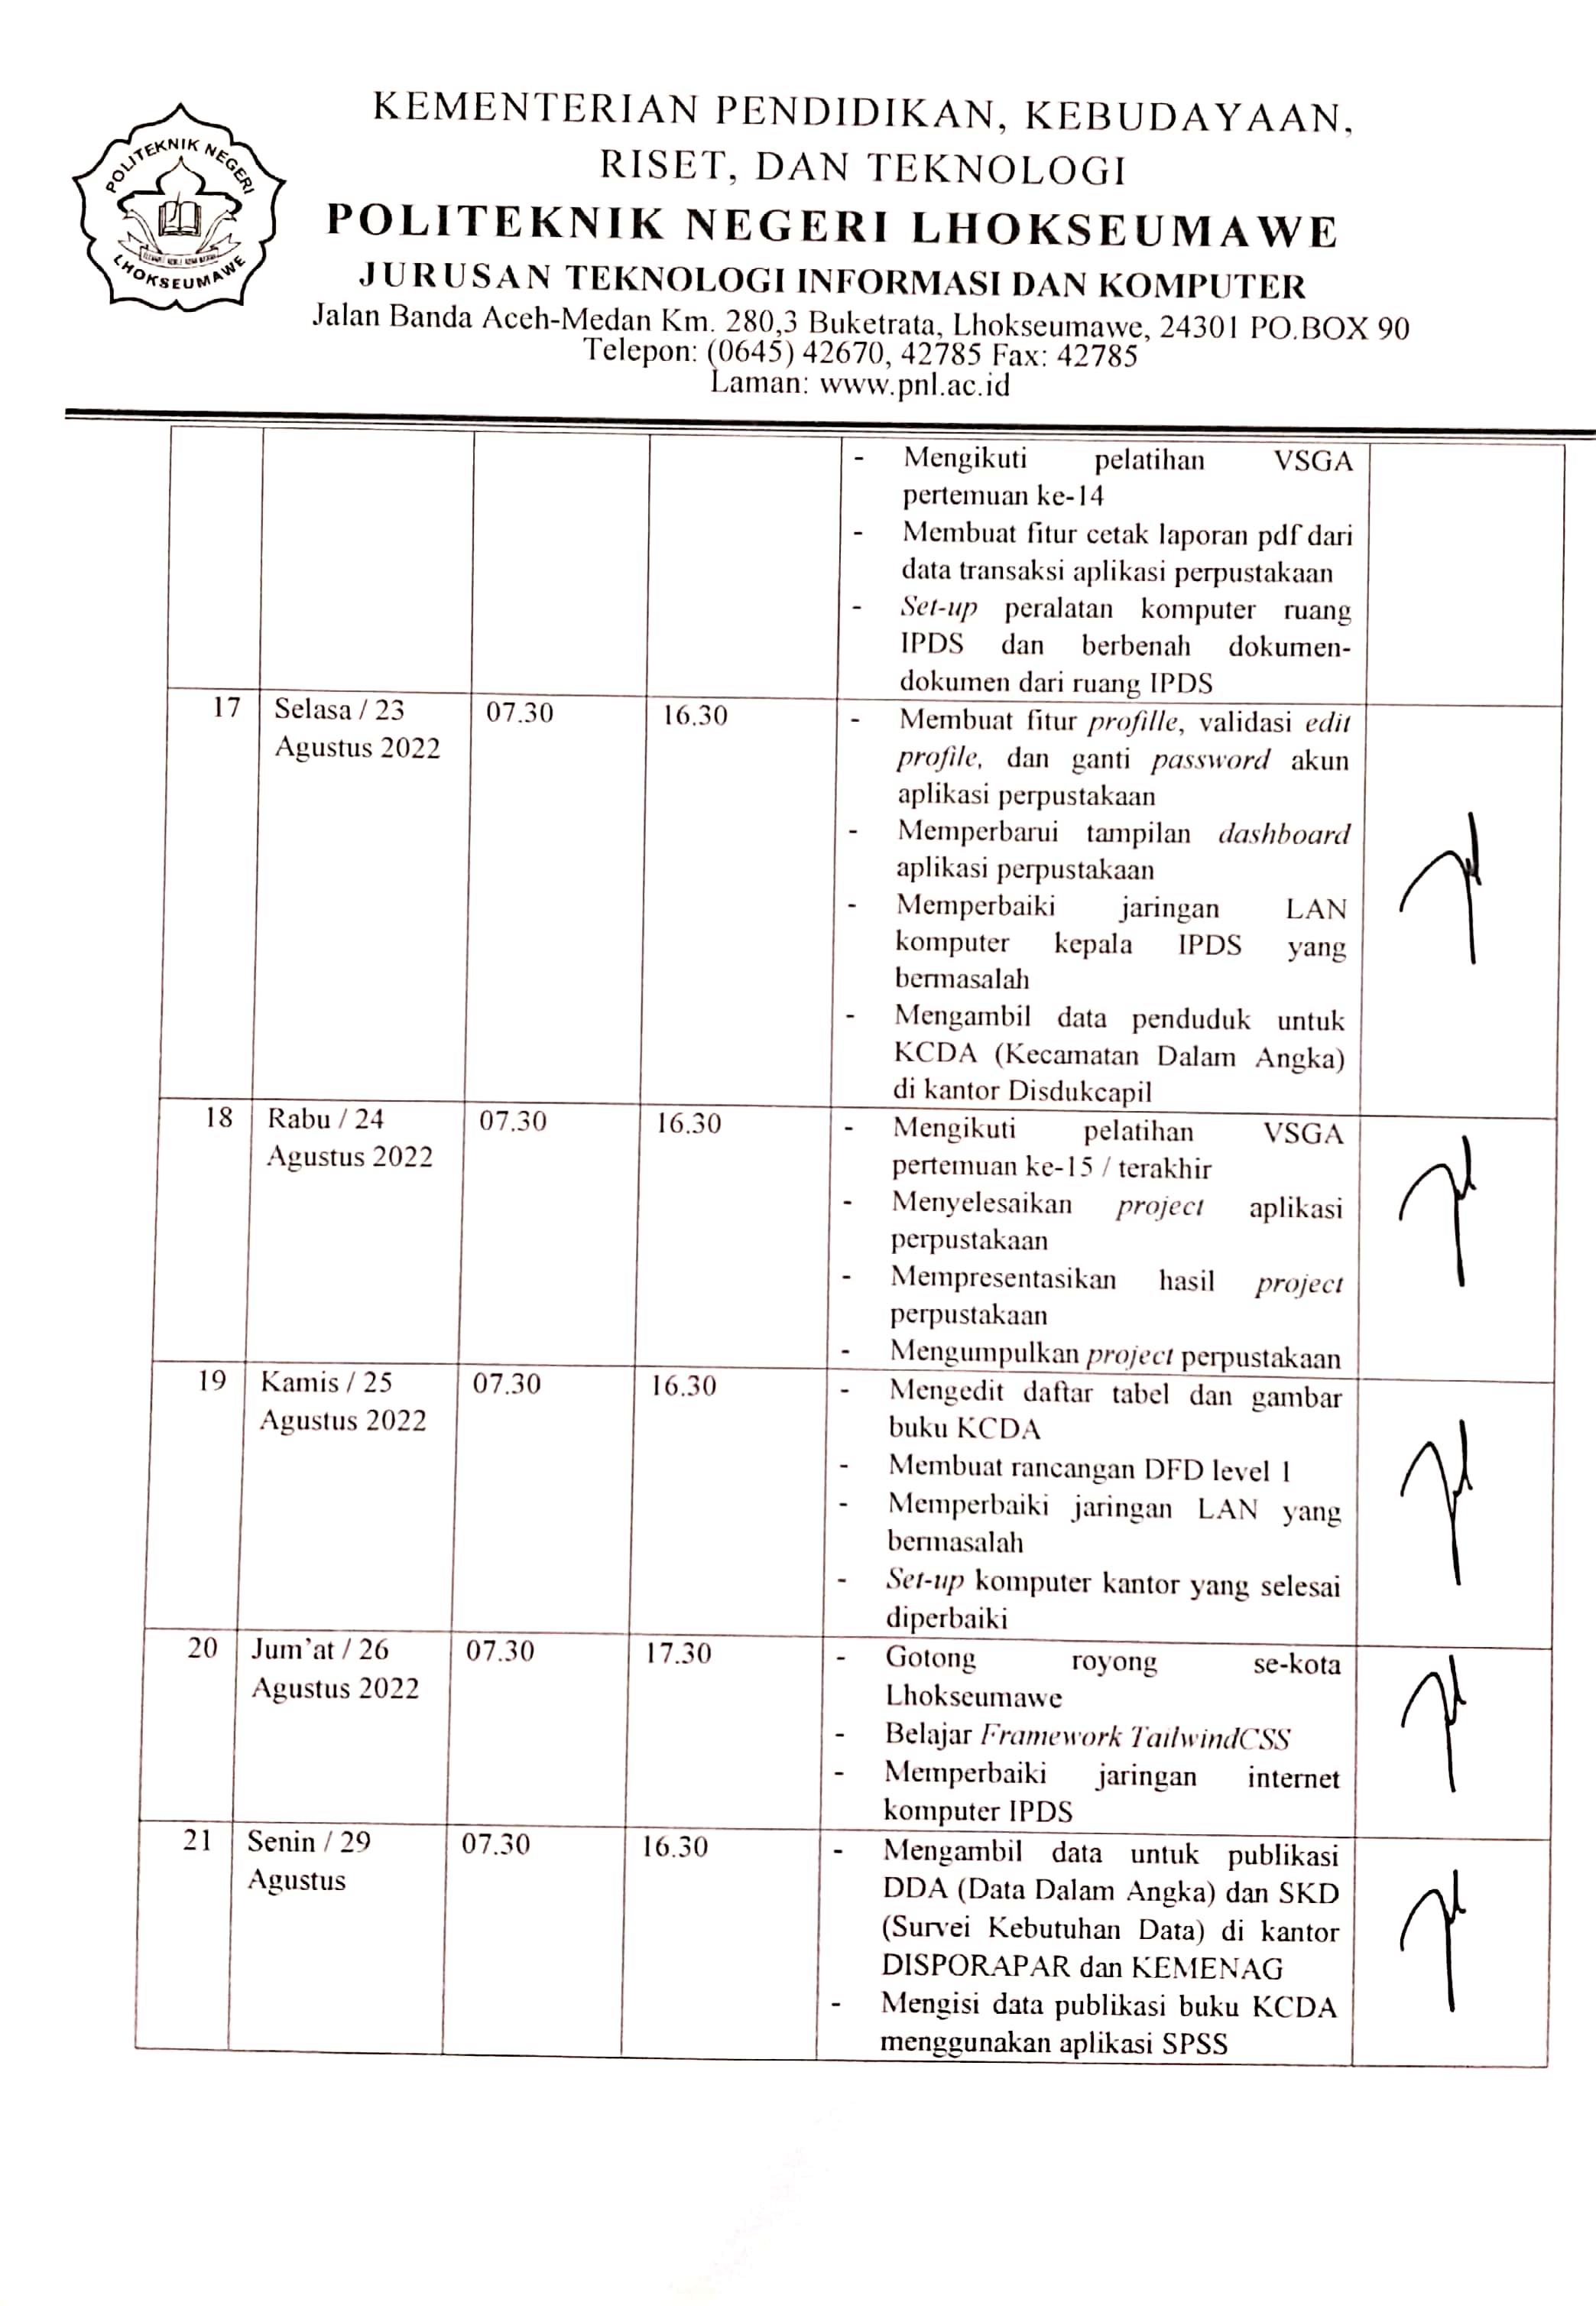 KEMENTERIAN PENDIDIKAN, KEBUDAYAAN,
RISET, DAN TEKNOLOGI
POLITEKNIK NEGERI LHOKSEUMAWE
JURUSAN TEKNOLOGI INFORMASI DAN KOMPUTER
Jalan Banda Aceh-Medan Km. 280,3 Buketrata, Lhokseumawe, 24301 PO.BOX 90
Telepon: (0645) 42670, 42785 Fax: 42785
Laman: www.pnl.ac.id
POLITEKNIK NEGERI
LHOKSEUMAWE
- Mengikuti pelatihan VSGA
pertemuan ke-14
- Membuat fitur cetak laporan pdf dari
data transaksi aplikasi perpustakaan
- Set-up peralatan komputer ruang
IPDS dan berbenah dokumen-
dokumen dari ruang IPDS
17 Selasa / 23 07.30 16.30 - Membuat fitur profille, validasi edit
Agustus 2022 profile, dan ganti password akun
aplikasi perpustakaan
- Memperbarui tampilan dashboard
aplikasi perpustakaan
- Memperbaiki jaringan LAN
komputer kepala IPDS yang
bermasalah
- Mengambil data penduduk untuk
KCDA (Kecamatan Dalam Angka)
di kantor Disdukcapil
18 Rabu / 24 07.30 16.30 - Mengikuti pelatihan VSGA
Agustus 2022 pertemuan ke-15 / terakhir
- Menyelesaikan project aplikasi
perpustakaan
- Mempresentasikan hasil project
perpustakaan
- Mengumpulkan project perpustakaan
19 Kamis / 25 07.30 16.30 - Mengedit daftar tabel dan gambar
Agustus 2022 buku KCDA
- Membuat rancangan DFD level 1
- Memperbaiki jaringan LAN yang
bermasalah
- Set-up komputer kantor yang selesai
diperbaiki
20 Jum'at / 26 07.30 17.30 - Gotong royong se-kota
Agustus 2022 Lhokseumawe
- Belajar Framework TailwindCSS
- Memperbaiki jaringan internet
komputer IPDS
21 Senin / 29 07.30 16.30 - Mengambil data untuk publikasi
Agustus DDA (Data Dalam Angka) dan SKD
(Survei Kebutuhan Data) di kantor
DISPORAPAR dan KEMENAG
- Mengisi data publikasi buku KCDA
menggunakan aplikasi SPSS